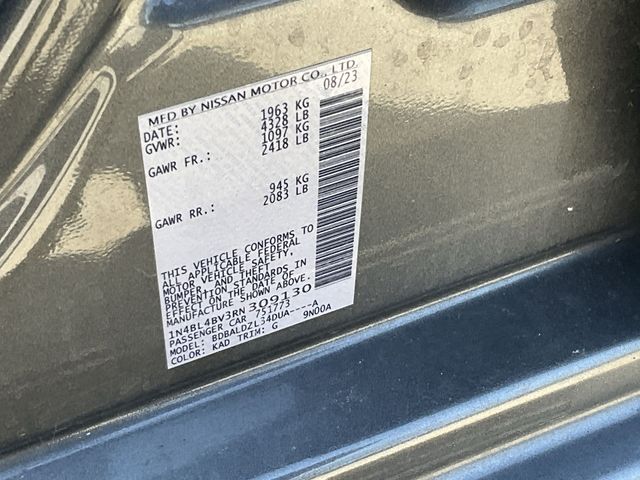 MFD BY NISSAN MOTOR CO., LTD.
DATE: 08/23
GVWR: 1963 KG
4328 LB
GAWR FR.: 1097 KG
2418 LB
GAWR RR.: 945 KG
2083 LB
THIS VEHICLE CONFORMS TO
ALL APPLICABLE FEDERAL
MOTOR VEHICLE SAFETY,
BUMPER, AND THEFT
PREVENTION STANDARDS IN
EFFECT ON THE DATE OF
MANUFACTURE SHOWN ABOVE.
1N4BL4BV3RN309130
PASSENGER CAR 751773
MODEL: BDBALDZL34DUA----A
COLOR: KAD TRIM: G 9N00A